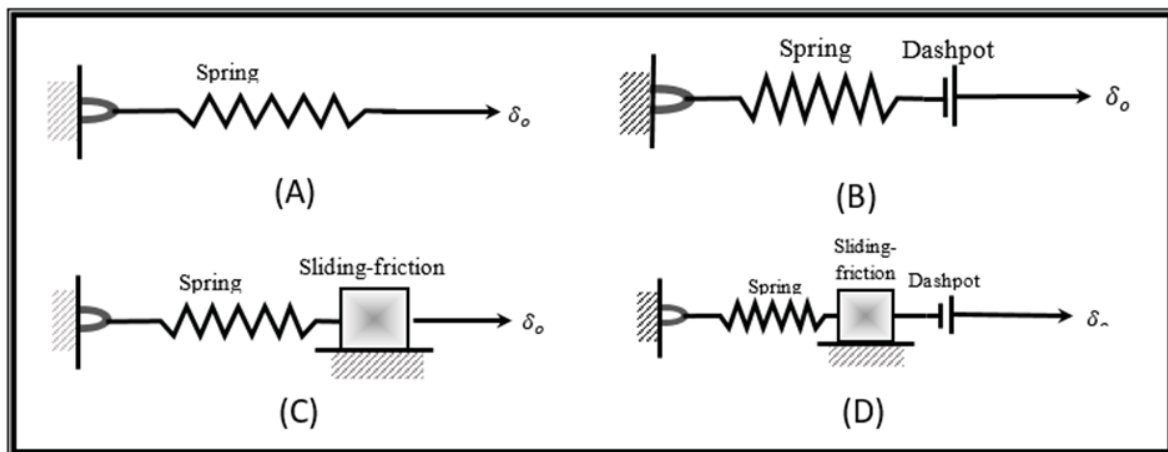 Spring
δo
(A)
Spring
Dashpot
δo
(B)
Spring
Sliding-friction
δo
(C)
Spring
Sliding-
friction
Dashpot
(D)